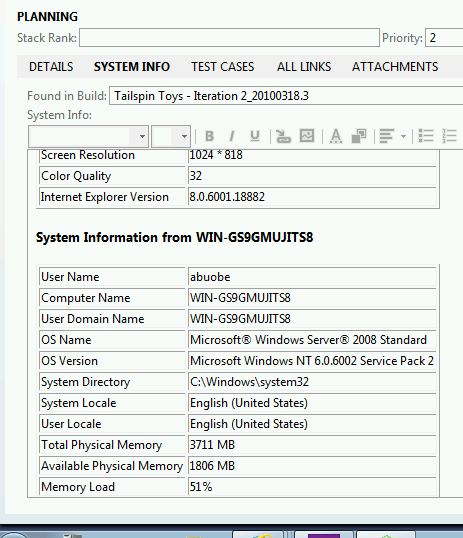 PLANNING
Stack Rank: Priority: 2
DETAILS SYSTEM INFO TEST CASES ALL LINKS ATTACHMENTS
Found in Build: Tailspin Toys - Iteration 2_20100318.3
System Info:
B I U A
Screen Resolution 1024 * 818
Color Quality 32
Internet Explorer Version 8.0.6001.18882
System Information from WIN-GS9GMUJITS8
User Name abuobe
Computer Name WIN-GS9GMUJITS8
User Domain Name WIN-GS9GMUJITS8
OS Name Microsoft® Windows Server® 2008 Standard
OS Version Microsoft Windows NT 6.0.6002 Service Pack 2
System Directory C:\Windows\system32
System Locale English (United States)
User Locale English (United States)
Total Physical Memory 3711 MB
Available Physical Memory 1806 MB
Memory Load 51%